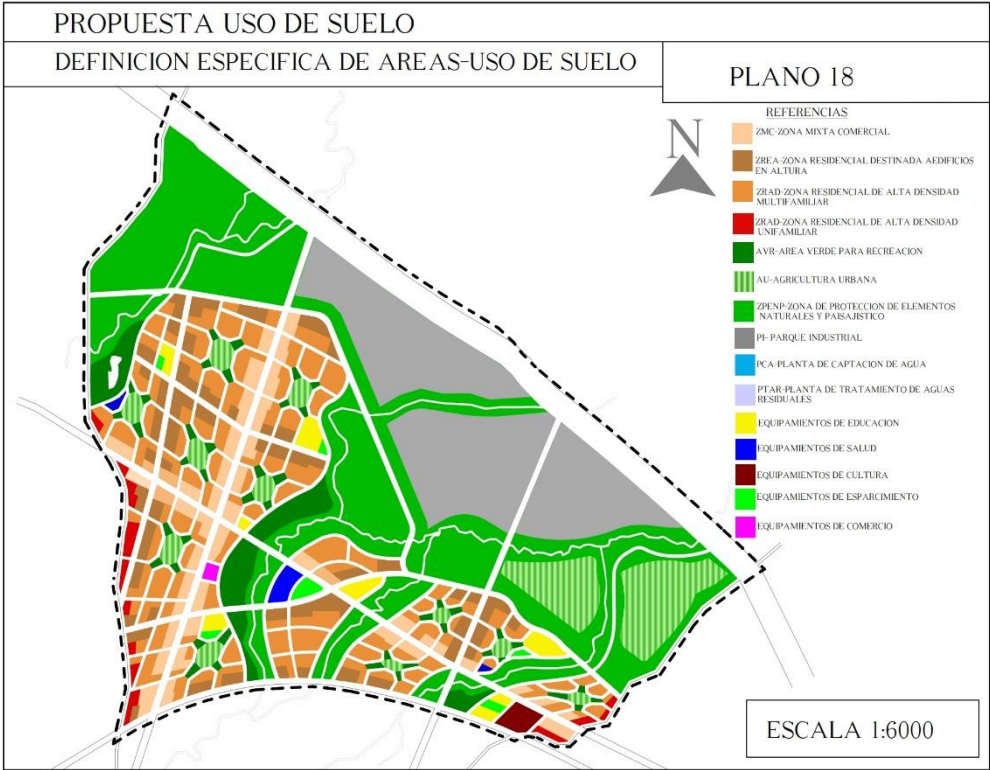 PROPUESTA USO DE SUELO
DEFINICION ESPECIFICA DE AREAS-USO DE SUELO
PLANO 18
REFERENCIAS
N
ZMC-ZONA MIXTA COMERCIAL
ZREA-ZONA RESIDENCIAL DESTINADA AEDIFICIOS
EN ALTURA
ZRAD-ZONA RESIDENCIAL DE ALTA DENSIDAD
MULTIFAMILIAR
ZRAD-ZONA RESIDENCIAL DE ALTA DENSIDAD
UNIFAMILIAR
AVR-AREA VERDE PARA RECREACION
AU-AGRICULTURA URBANA
ZPENP-ZONA DE PROTECCION DE ELEMENTOS
NATURALES Y PAISAJISTICO
PI- PARQUE INDUSTRIAL
PCA-PLANTA DE CAPTACION DE AGUA
PTAR-PLANTA DE TRATAMIENTO DE AGUAS
RESIDUALES
EQUIPAMIENTOS DE EDUCACION
EQUIPAMIENTOS DE SALUD
EQUIPAMIENTOS DE CULTURA
EQUIPAMIENTOS DE ESPARCIMIENTO
EQUIPAMIENTOS DE COMERCIO
ESCALA 1:6000